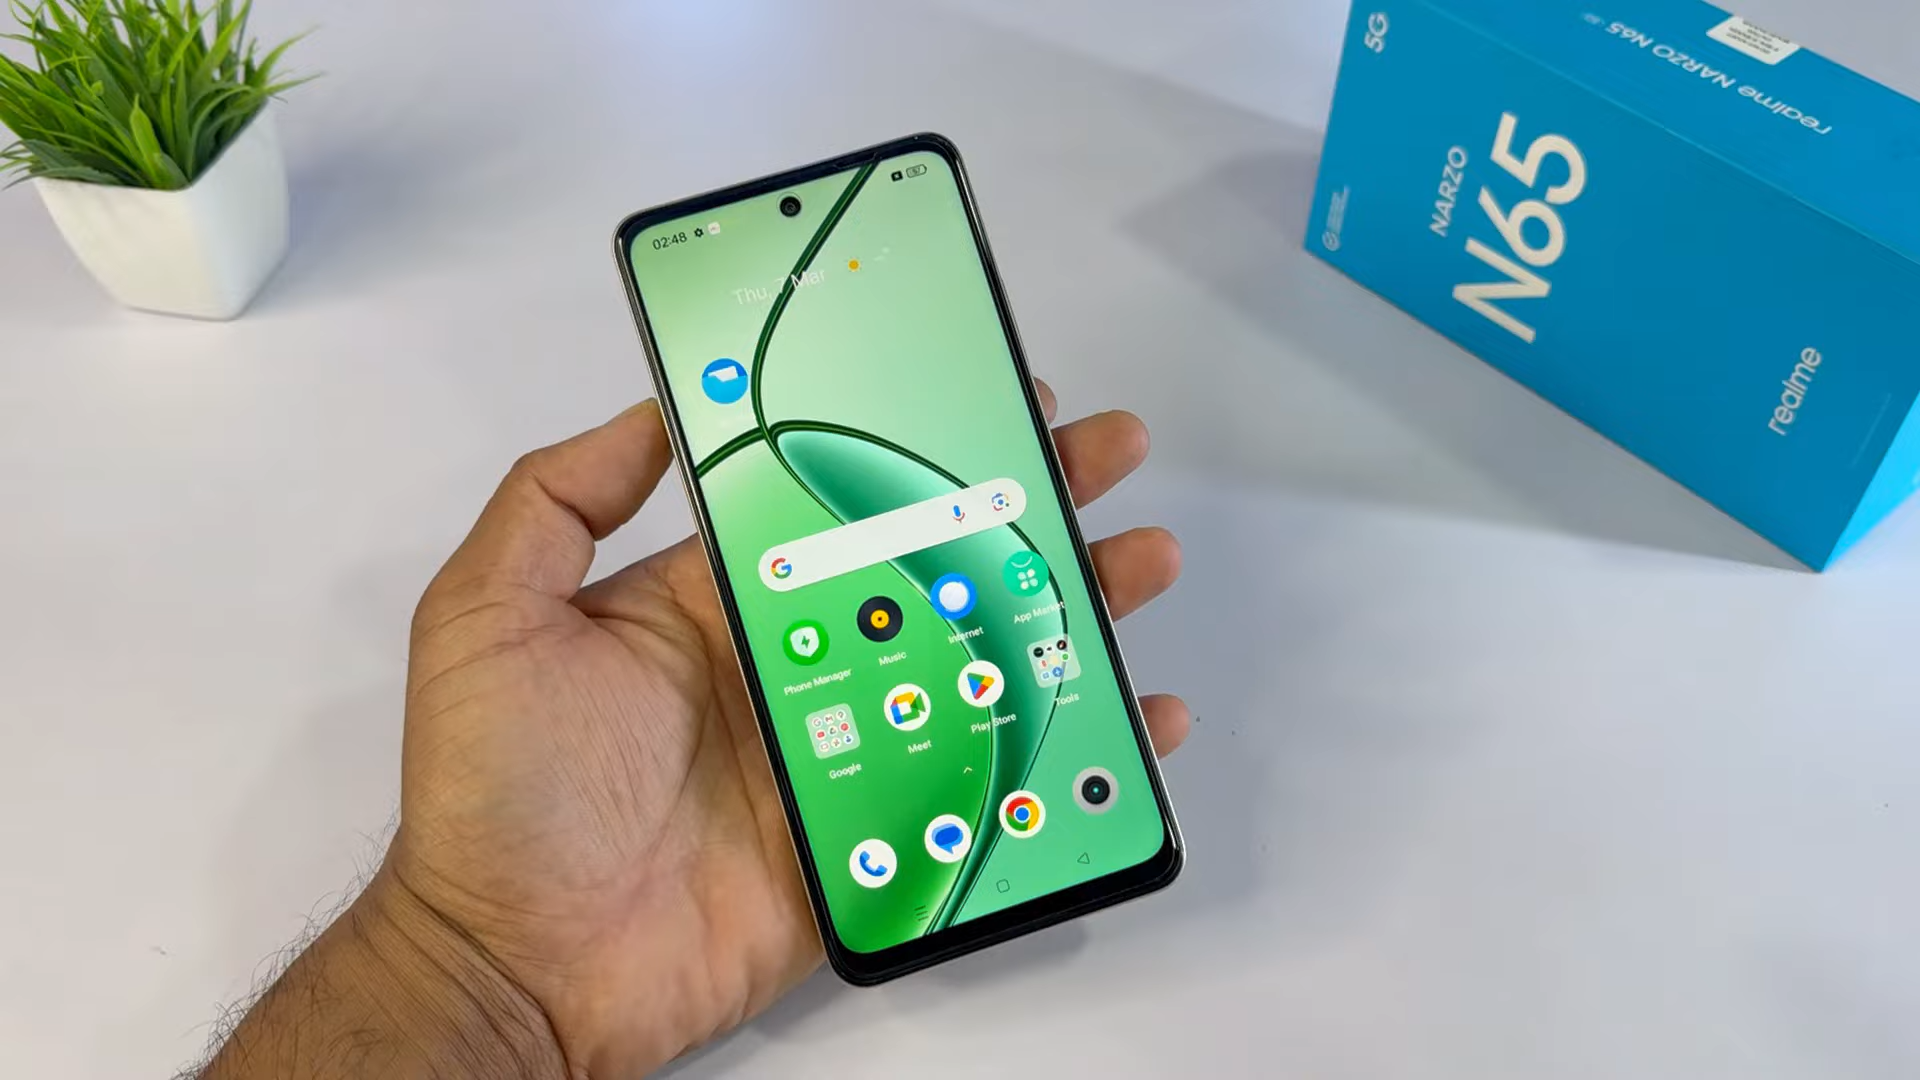 02:48
Thu, 7 Mar
Phone Manager
Music
Internet
App Market
Google
Meet
Play Store
Tools
5G
realme NARZO N65
NARZO
N65
realme